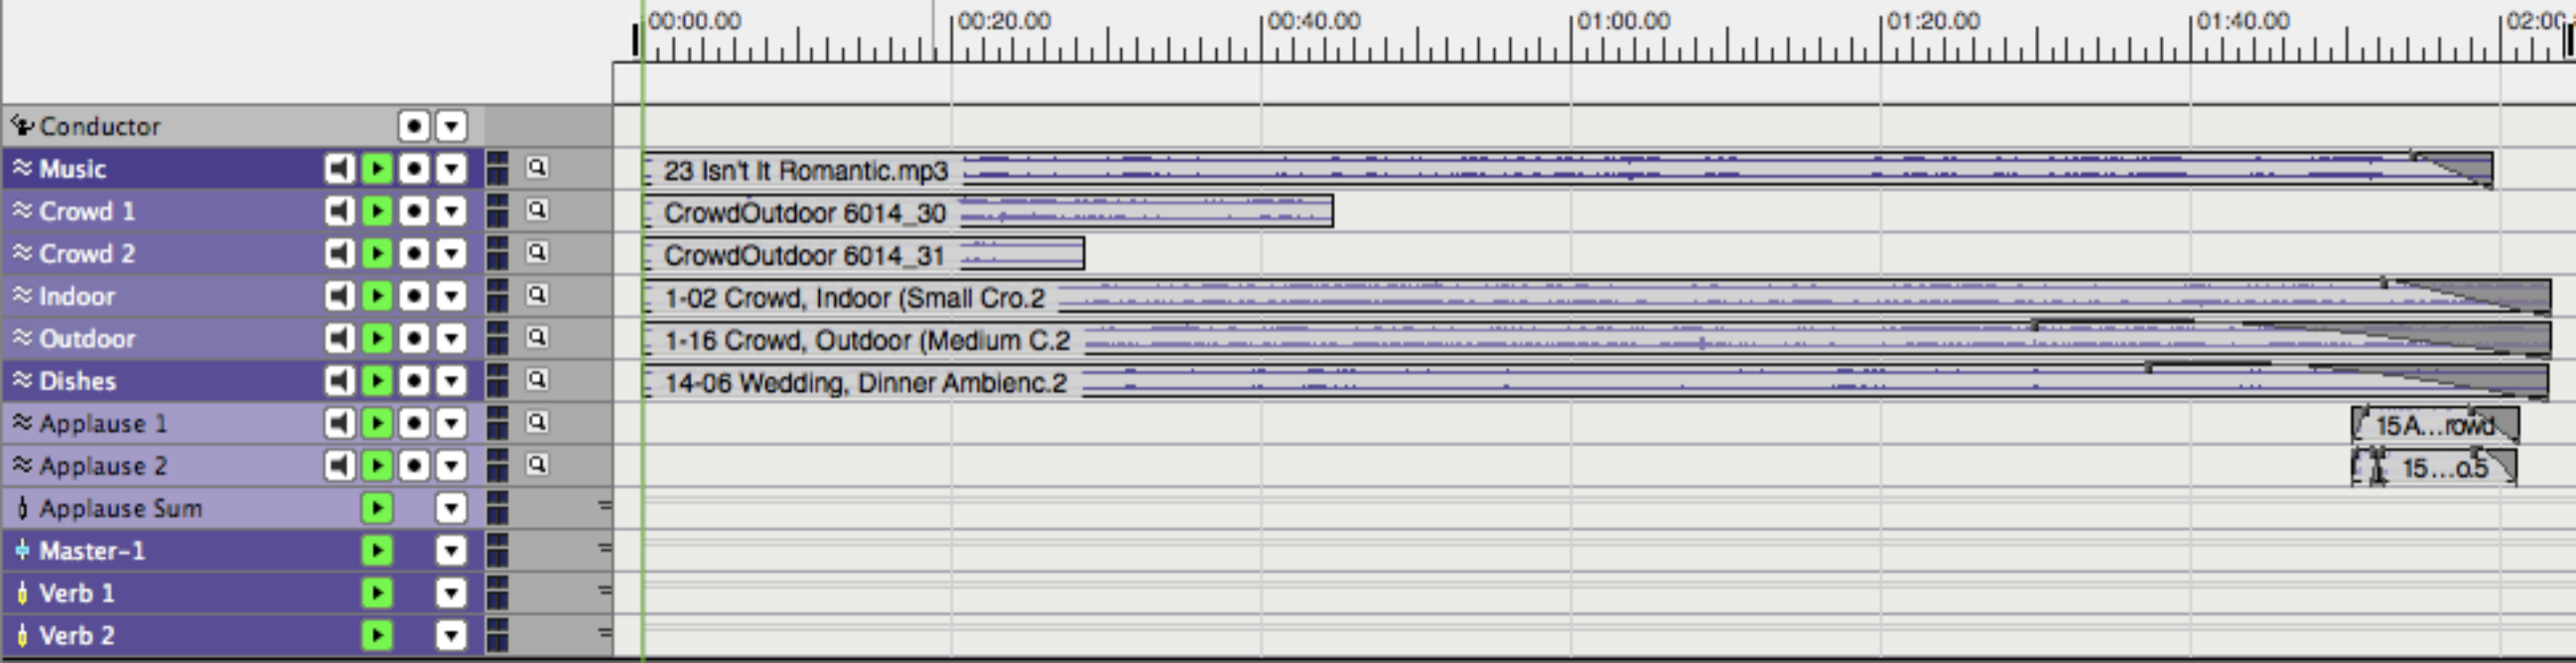 00:00.00 00:20.00 00:40.00 01:00.00 01:20.00 01:40.00 02:00
Conductor
Music 23 Isn't It Romantic.mp3
Crowd 1 CrowdOutdoor 6014_30
Crowd 2 CrowdOutdoor 6014_31
Indoor 1-02 Crowd, Indoor (Small Cro.2
Outdoor 1-16 Crowd, Outdoor (Medium C.2
Dishes 14-06 Wedding, Dinner Ambienc.2
Applause 1 15A...rowd
Applause 2 15...o.5
Applause Sum
Master-1
Verb 1
Verb 2